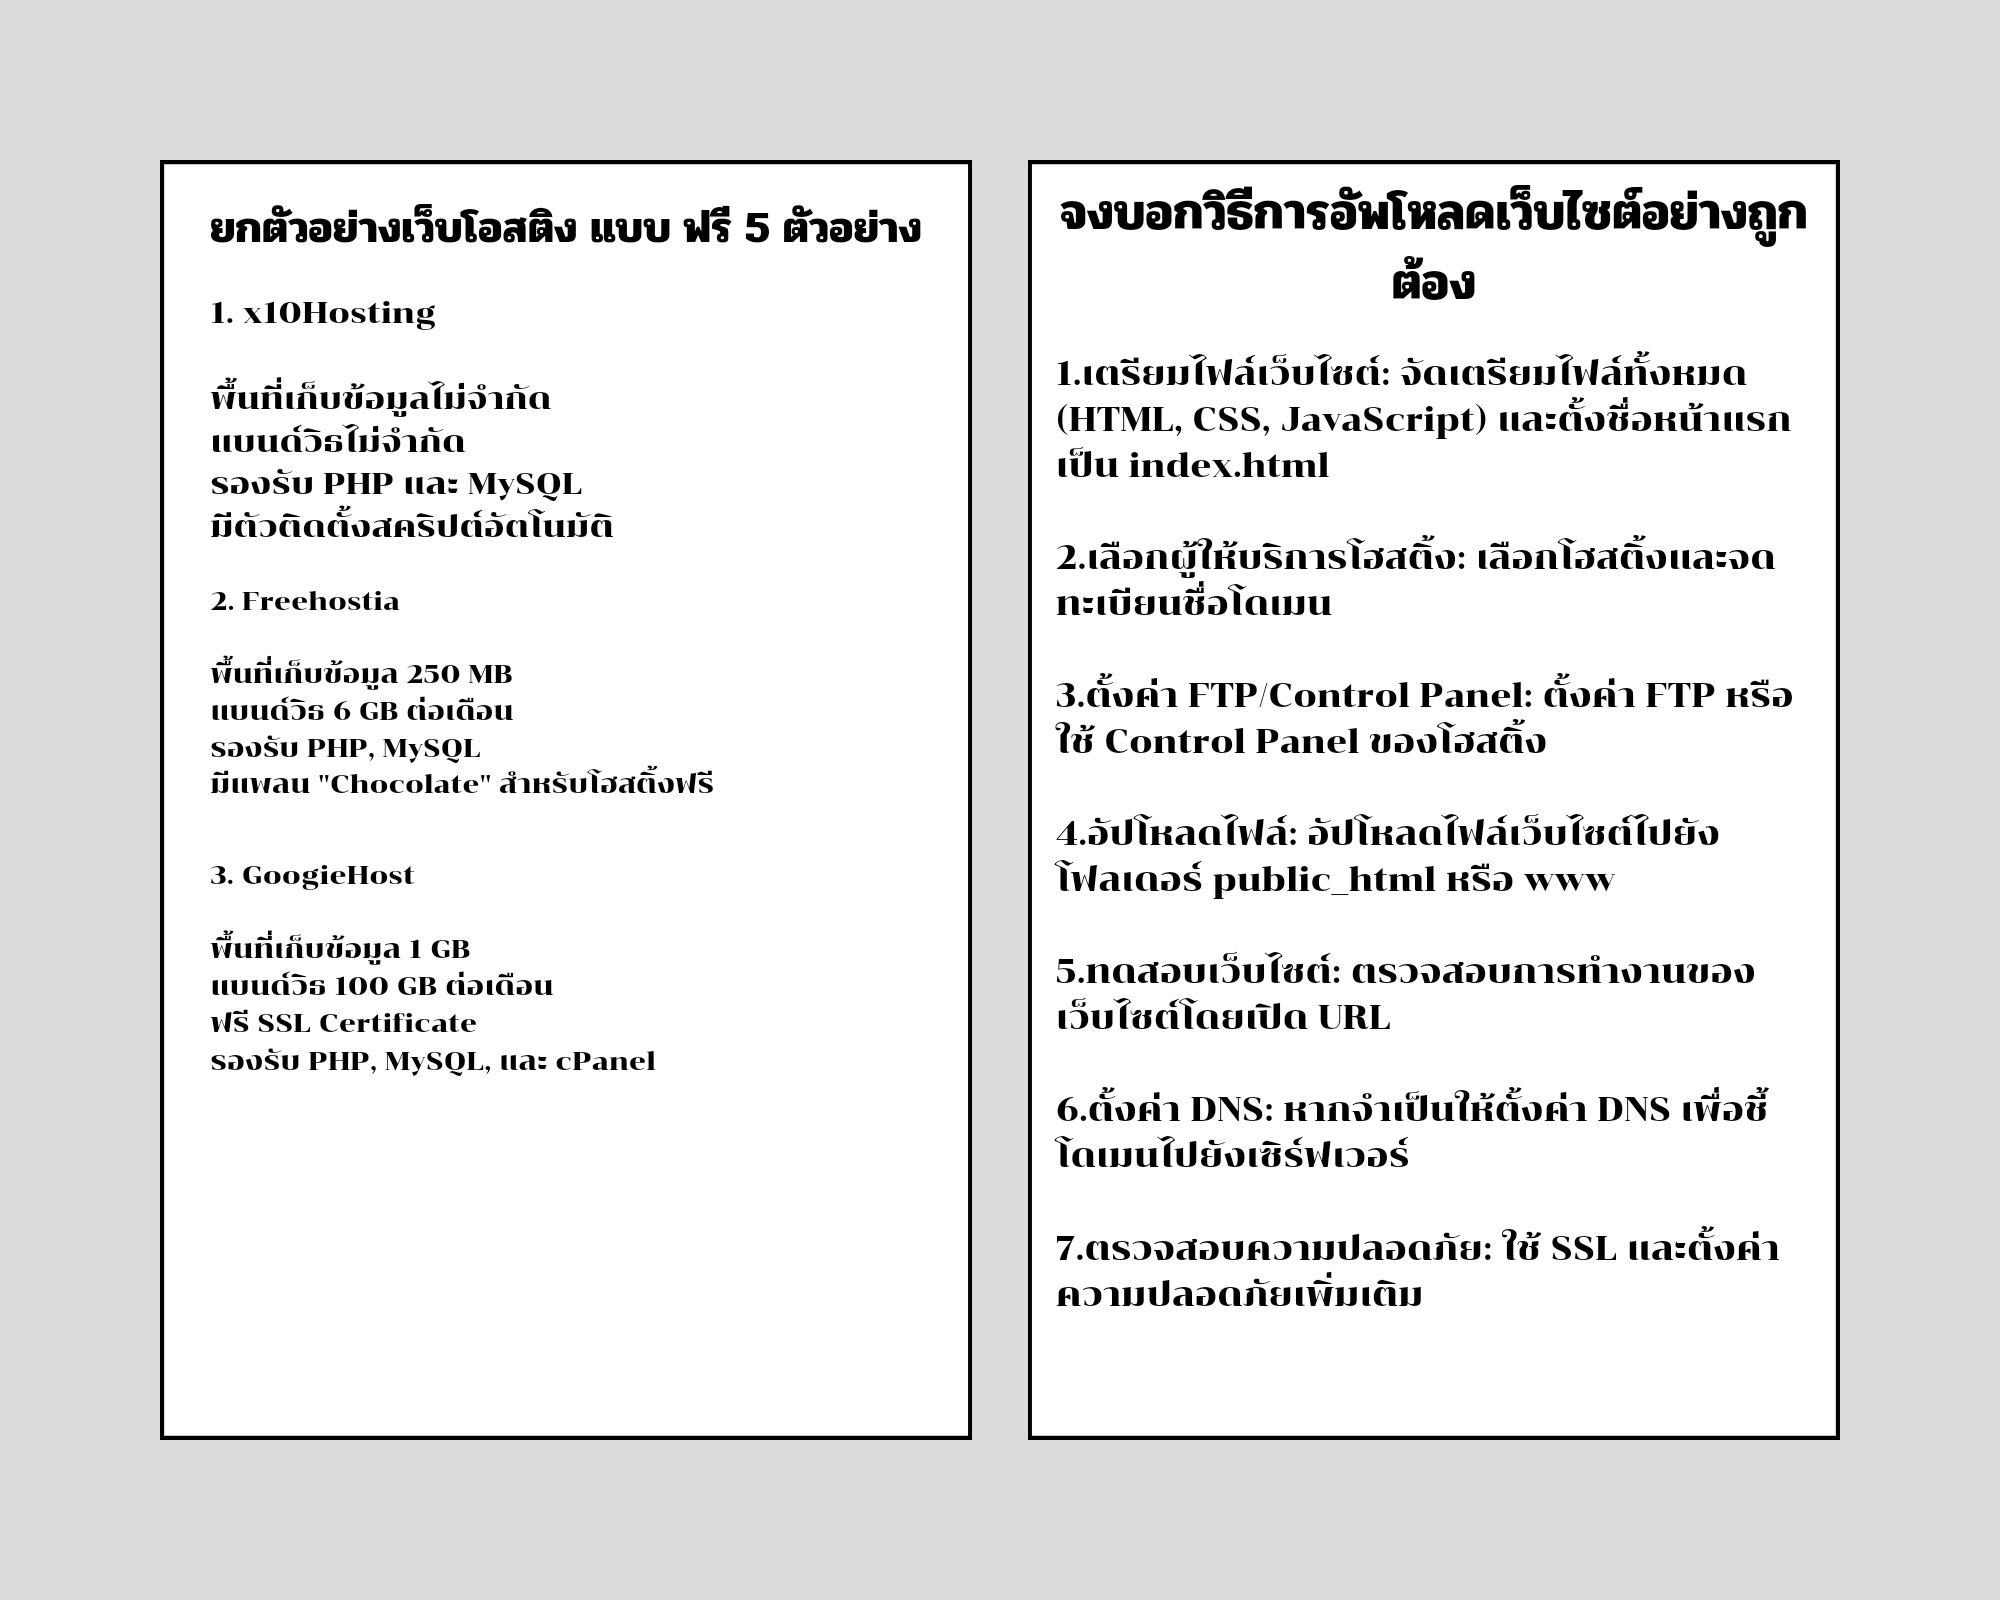 ยกตัวอย่างเว็บโอสติง แบบ ฟรี 5 ตัวอย่าง
1. x10Hosting
พื้นที่เก็บข้อมูลไม่จำกัด
แบนด์วิธไม่จำกัด
รองรับ PHP และ MySQL
มีตัวติดตั้งสคริปต์อัตโนมัติ
2. Freehostia
พื้นที่เก็บข้อมูล 250 MB
แบนด์วิธ 6 GB ต่อเดือน
รองรับ PHP, MySQL
มีแพลน "Chocolate" สำหรับโฮสติ้งฟรี
3. GoogieHost
พื้นที่เก็บข้อมูล 1 GB
แบนด์วิธ 100 GB ต่อเดือน
ฟรี SSL Certificate
รองรับ PHP, MySQL, และ cPanel
จงบอกวิธีการอัพโหลดเว็บไซต์อย่างถูก
ต้อง
1.เตรียมไฟล์เว็บไซต์: จัดเตรียมไฟล์ทั้งหมด
(HTML, CSS, JavaScript) และตั้งชื่อหน้าแรก
เป็น index.html
2.เลือกผู้ให้บริการโฮสติ้ง: เลือกโฮสติ้งและจด
ทะเบียนชื่อโดเมน
3.ตั้งค่า FTP/Control Panel: ตั้งค่า FTP หรือ
ใช้ Control Panel ของโฮสติ้ง
4.อัปโหลดไฟล์: อัปโหลดไฟล์เว็บไซต์ไปยัง
โฟลเดอร์ public_html หรือ www
5.ทดสอบเว็บไซต์: ตรวจสอบการทำงานของ
เว็บไซต์โดยเปิด URL
6.ตั้งค่า DNS: หากจำเป็นให้ตั้งค่า DNS เพื่อชี้
โดเมนไปยังเซิร์ฟเวอร์
7.ตรวจสอบความปลอดภัย: ใช้ SSL และตั้งค่า
ความปลอดภัยเพิ่มเติม